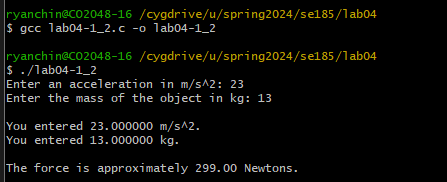 ryanchin@CO2048-16 /cygdrive/u/spring2024/se185/lab04
$ gcc lab04-1_2.c -o lab04-1_2
ryanchin@CO2048-16 /cygdrive/u/spring2024/se185/lab04
$ ./lab04-1_2
Enter an acceleration in m/s^2: 23
Enter the mass of the object in kg: 13
You entered 23.000000 m/s^2.
You entered 13.000000 kg.
The force is approximately 299.00 Newtons.